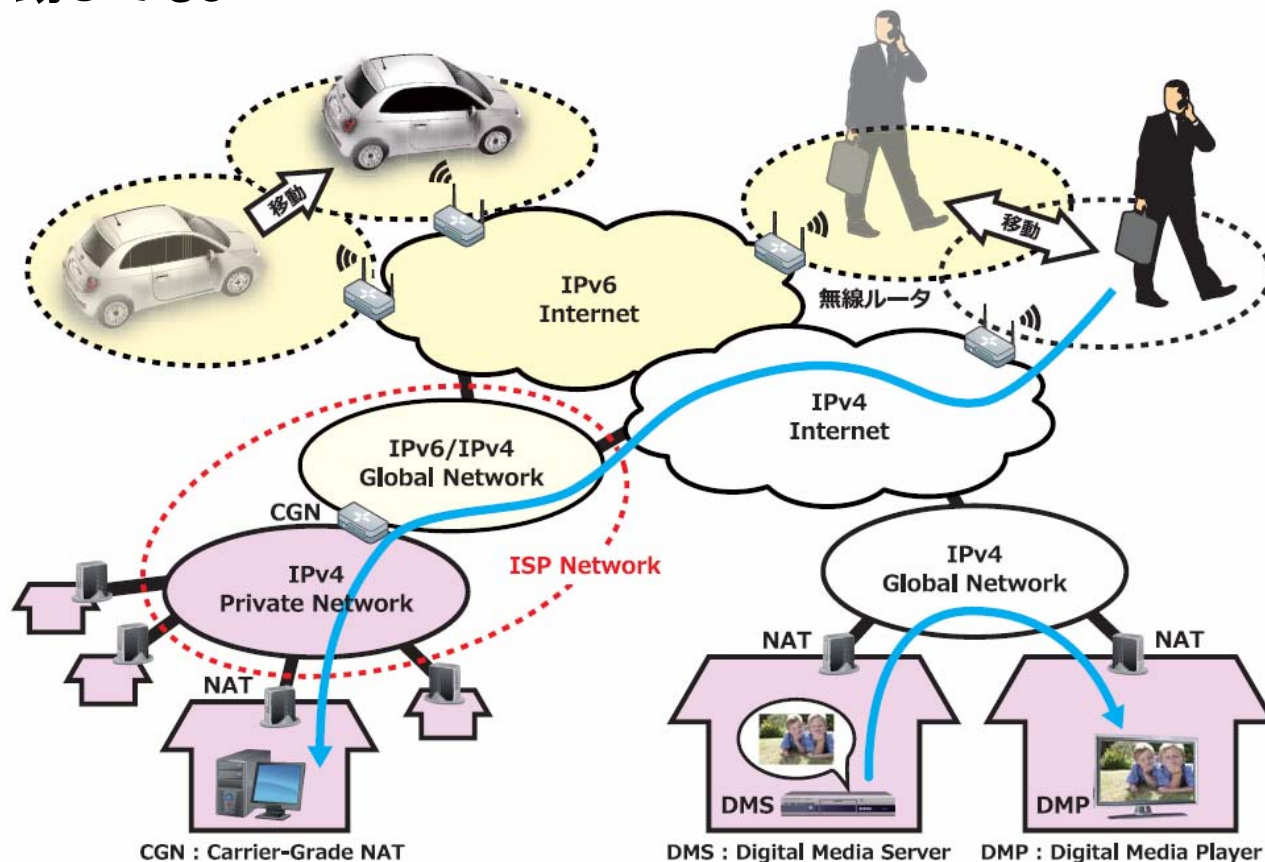 移動
移動
IPv6
Internet
無線ルータ
IPv4
Internet
IPv6/IPv4
Global Network
CGN
ISP Network
IPv4
Private Network
IPv4
Global Network
NAT
NAT
NAT
DMS
DMP
CGN : Carrier-Grade NAT
DMS : Digital Media Server
DMP : Digital Media Player